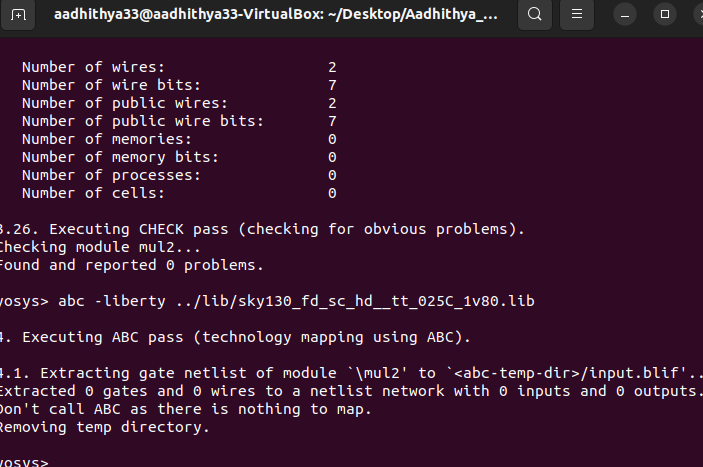 aadhithya33@aadhithya33-VirtualBox: ~/Desktop/Aadhithya_...
Number of wires: 2
Number of wire bits: 7
Number of public wires: 2
Number of public wire bits: 7
Number of memories: 0
Number of memory bits: 0
Number of processes: 0
Number of cells: 0
3.26. Executing CHECK pass (checking for obvious problems).
Checking module mul2...
Found and reported 0 problems.
yosys> abc -liberty ../lib/sky130_fd_sc_hd__tt_025C_1v80.lib
4. Executing ABC pass (technology mapping using ABC).
4.1. Extracting gate netlist of module `\mul2' to `<abc-temp-dir>/input.blif'..
Extracted 0 gates and 0 wires to a netlist network with 0 inputs and 0 outputs.
Don't call ABC as there is nothing to map.
Removing temp directory.
yosys>